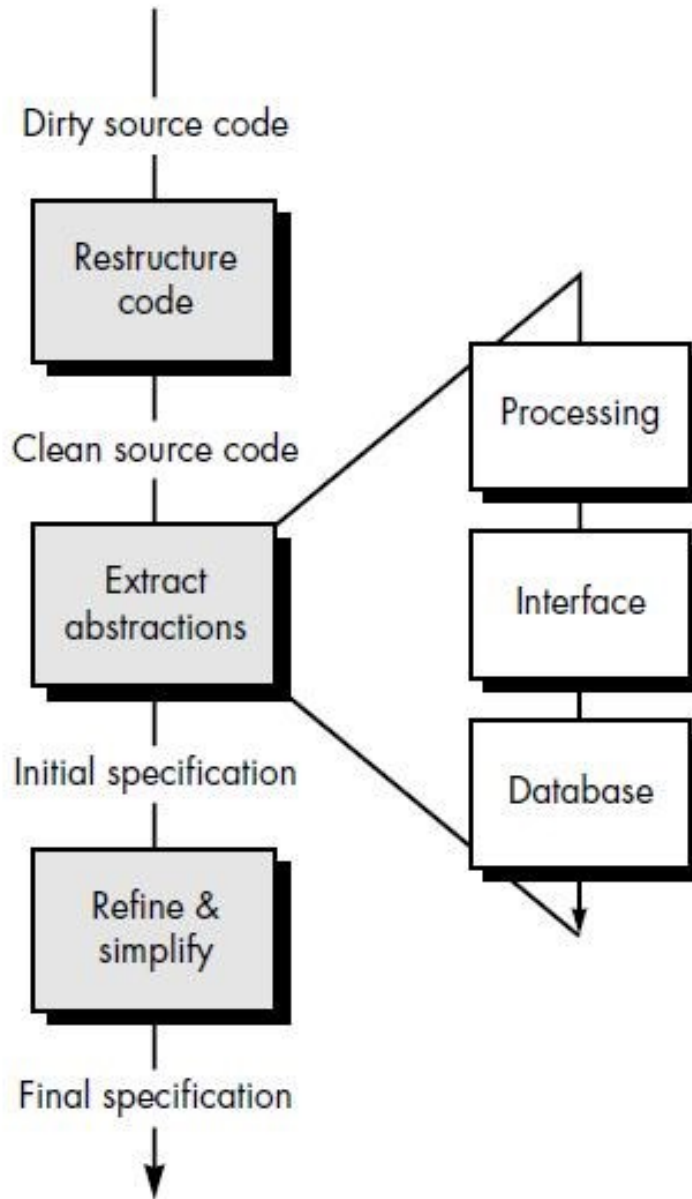 Dirty source code
Restructure
code
Clean source code
Extract
abstractions
Initial specification
Refine &
simplify
Final specification
Processing
Interface
Database